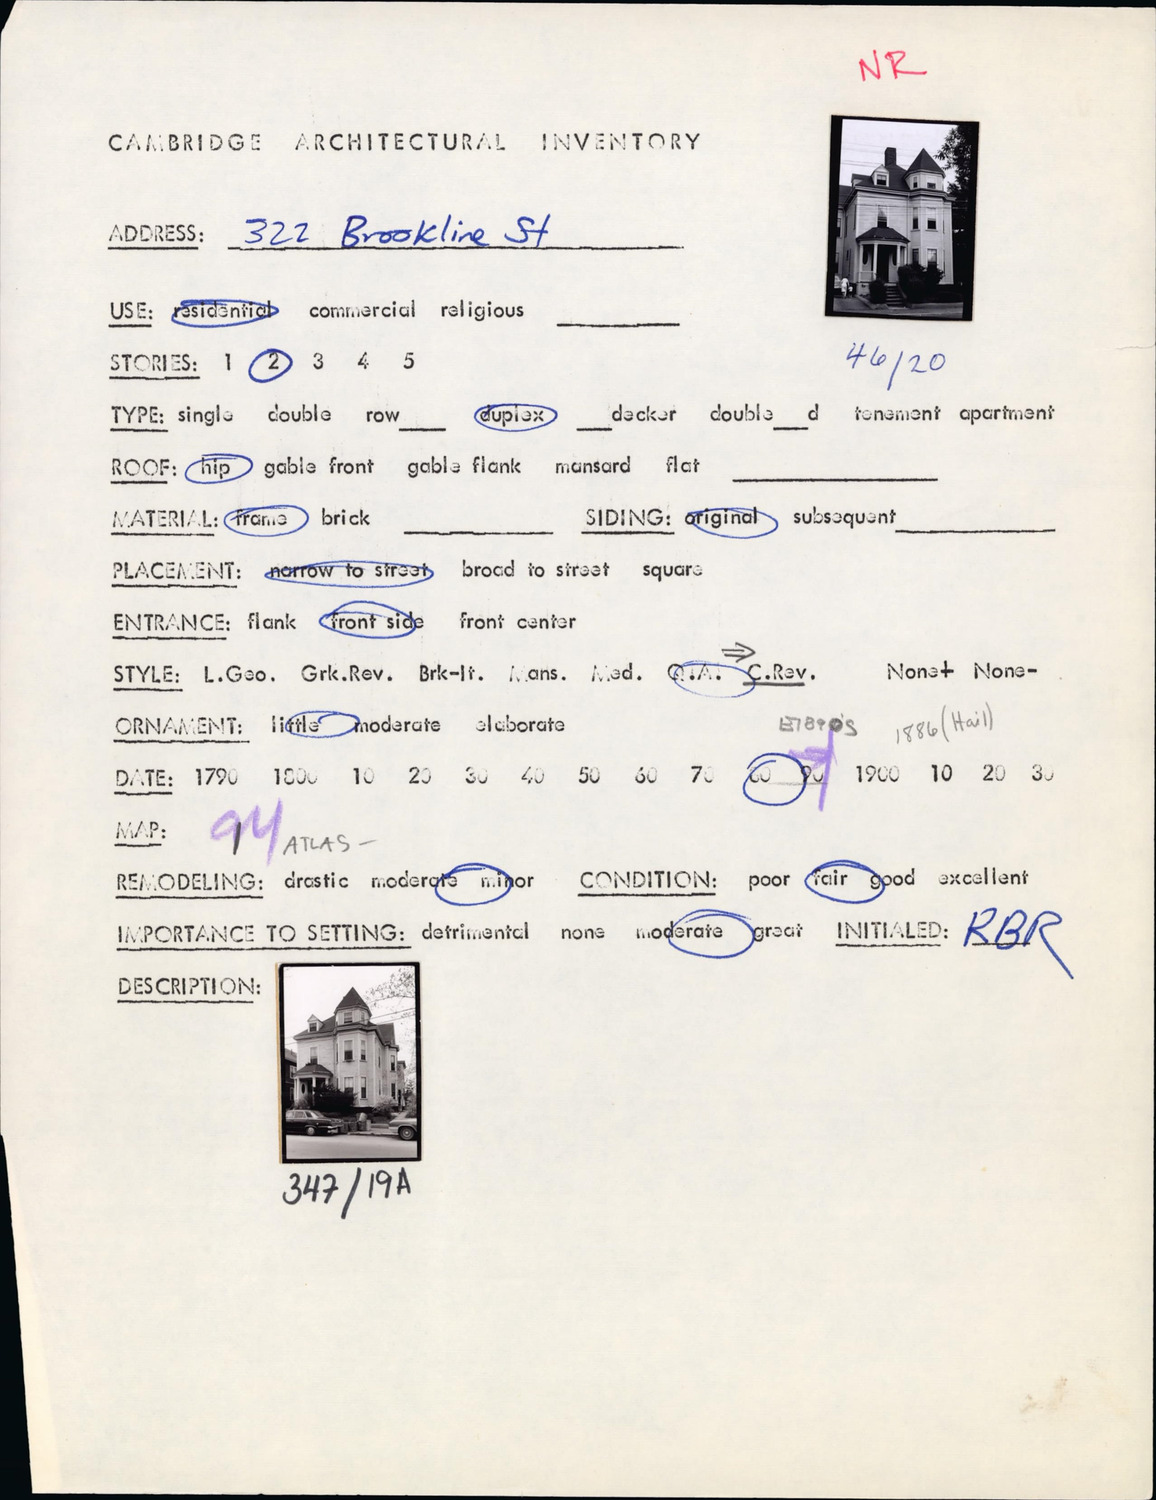 NR
CAMBRIDGE ARCHITECTURAL INVENTORY
ADDRESS: 322 Brookline St
USE: residential commercial religious
46/20
STORIES: 1 2 3 4 5
TYPE: single double row___ duplex ___decker double___d tenement apartment
ROOF: hip gable front gable flank mansard flat
MATERIAL: frame brick SIDING: original subsequent
PLACEMENT: narrow to street broad to street square
ENTRANCE: flank front side front center
⇒
STYLE: L.Geo. Grk.Rev. Brk-It. Mans. Med. Q.A. C.Rev. None+ None-
ORNAMENT: little moderate elaborate
1886 (Hail)
DATE: 1790 1800 10 20 30 40 50 60 70 80 90 1900 10 20 30
MAP: 94 ATLAS -
REMODELING: drastic moderate minor CONDITION: poor fair good excellent
IMPORTANCE TO SETTING: detrimental none moderate great INITIALED: RBR
DESCRIPTION:
347/19A